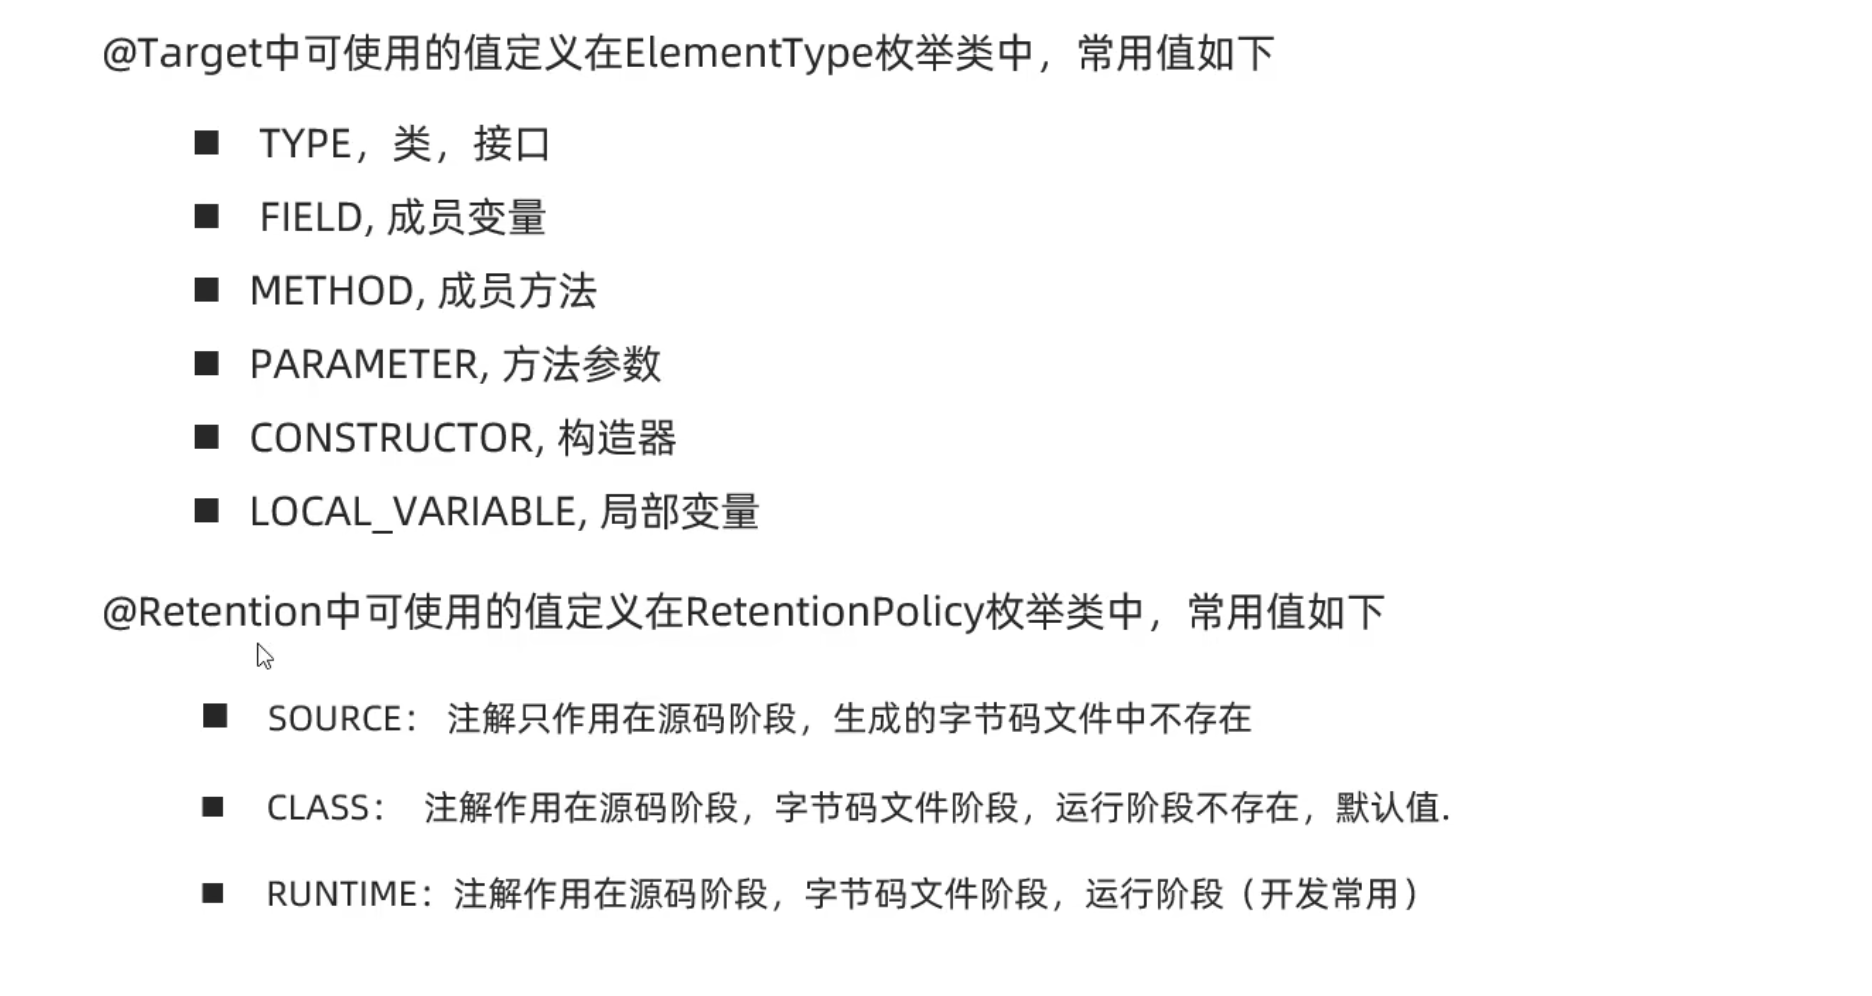 @Target中可使用的值定义在ElementType枚举类中，常用值如下
■ TYPE，类，接口
■ FIELD, 成员变量
■ METHOD, 成员方法
■ PARAMETER, 方法参数
■ CONSTRUCTOR, 构造器
■ LOCAL_VARIABLE, 局部变量
@Retention中可使用的值定义在RetentionPolicy枚举类中，常用值如下
■ SOURCE： 注解只作用在源码阶段，生成的字节码文件中不存在
■ CLASS： 注解作用在源码阶段，字节码文件阶段，运行阶段不存在，默认值.
■ RUNTIME：注解作用在源码阶段，字节码文件阶段，运行阶段（开发常用）